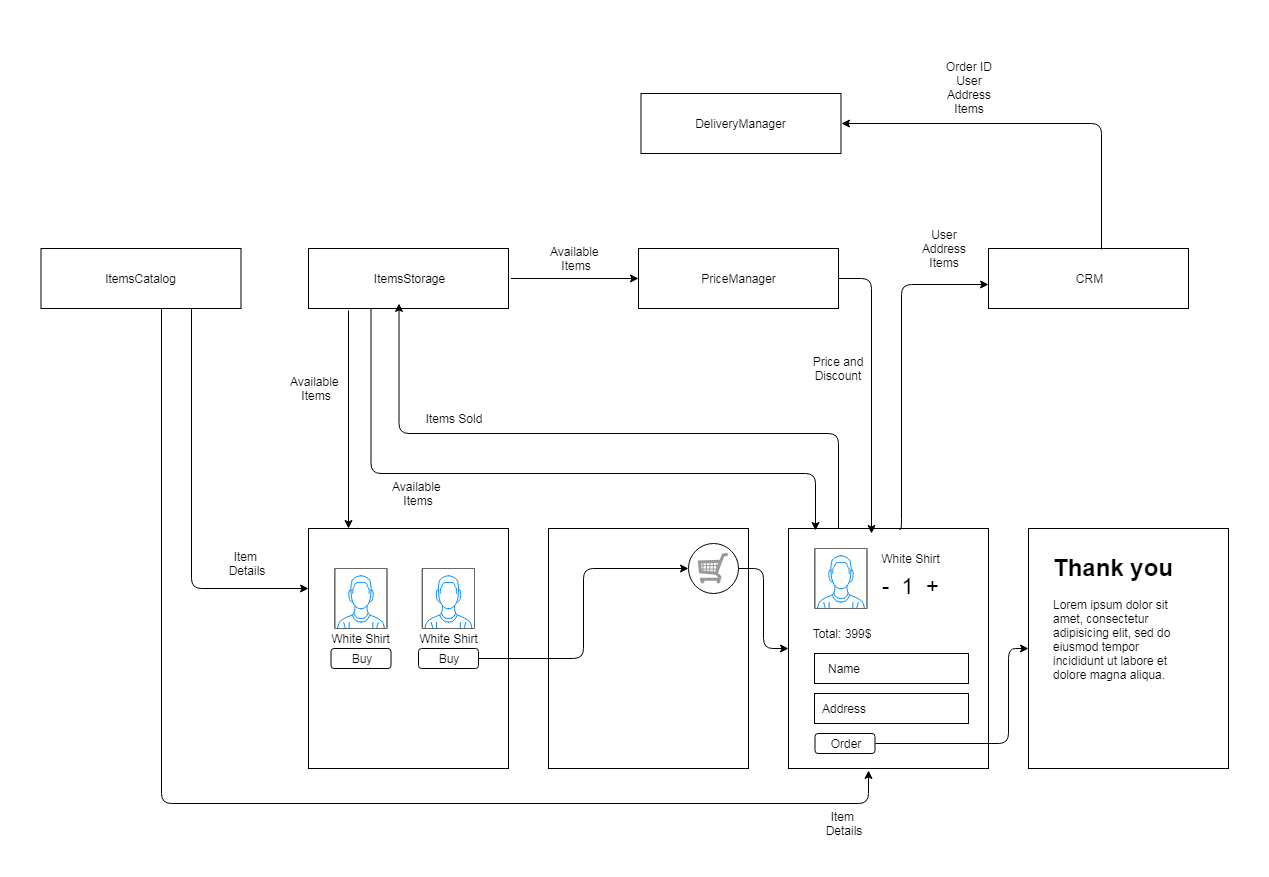 Order ID
User
Address
Items
DeliveryManager
User
Address
Items
Available
Items
ItemsCatalog
ItemsStorage
PriceManager
CRM
Price and
Discount
Available
Items
Items Sold
Available
Items
Item
Details
White Shirt
White Shirt
Buy
Buy
White Shirt
- 1 +
Total: 399$
Name
Address
Order
Thank you
Lorem ipsum dolor sit
amet, consectetur
adipisicing elit, sed do
eiusmod tempor
incididunt ut labore et
dolore magna aliqua.
Item
Details